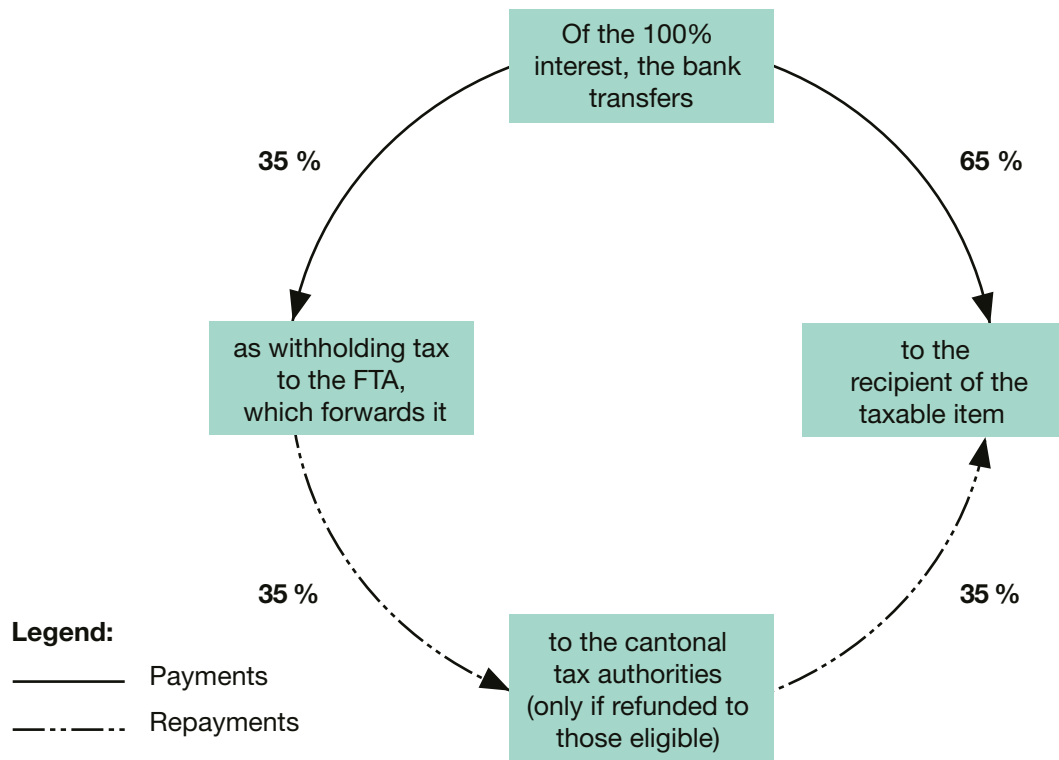 Of the 100%
interest, the bank
transfers
35 %
65 %
as withholding tax
to the FTA,
which forwards it
to the
recipient of the
taxable item
35 %
35 %
to the cantonal
tax authorities
(only if refunded to
those eligible)
Legend:
Payments
Repayments